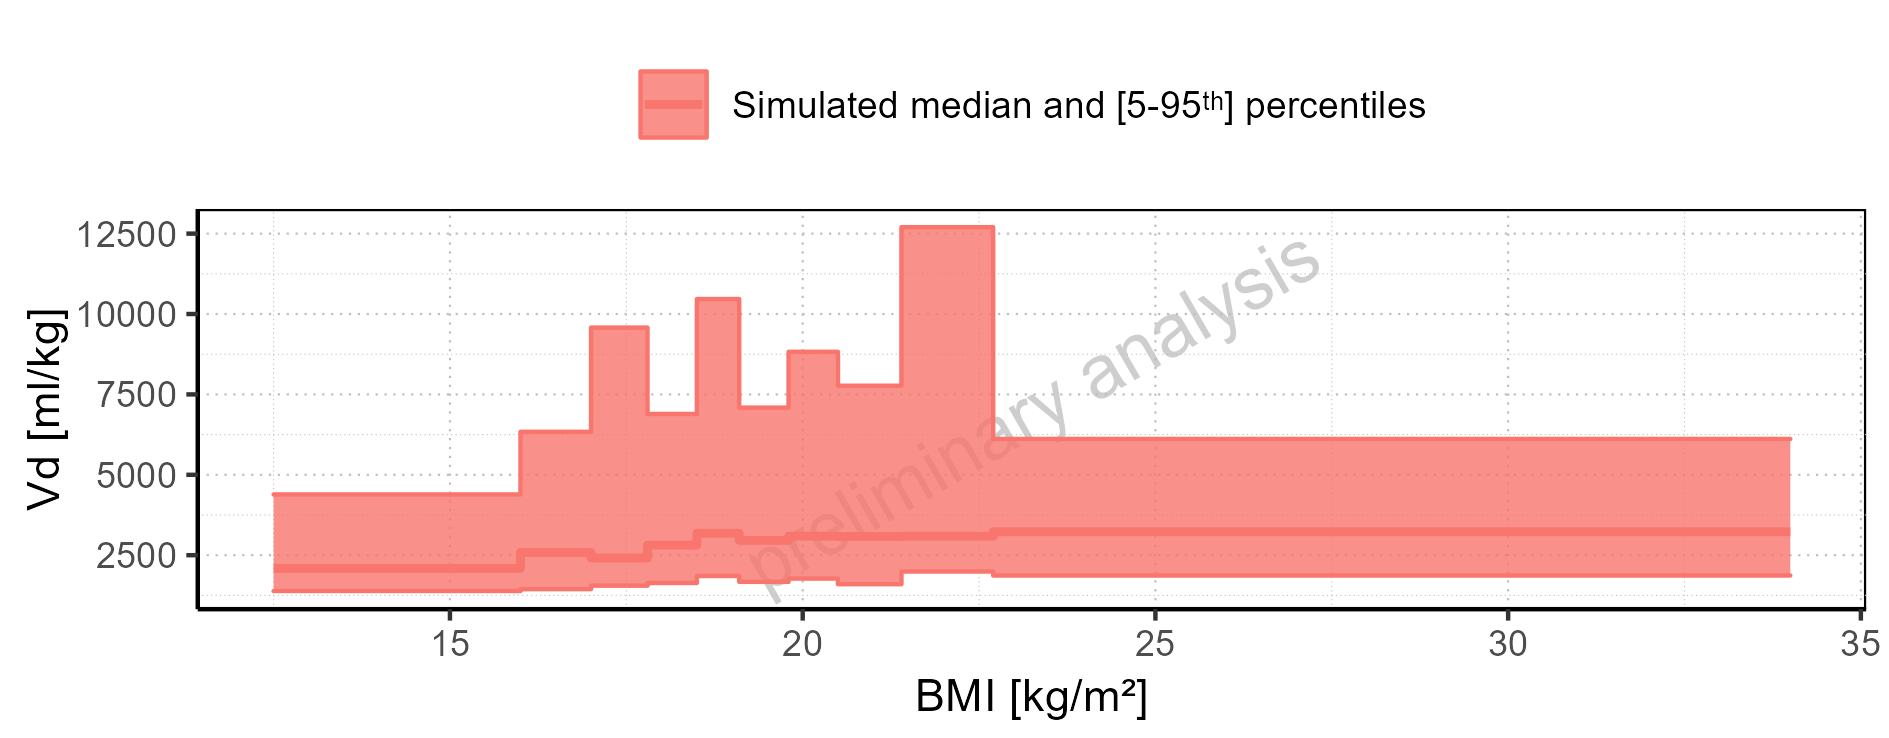 Simulated median and [5-95ᵗʰ] percentiles
12500
10000
7500
5000
2500
Vd [ml/kg]
preliminary analysis
15 20 25 30 35
BMI [kg/m²]